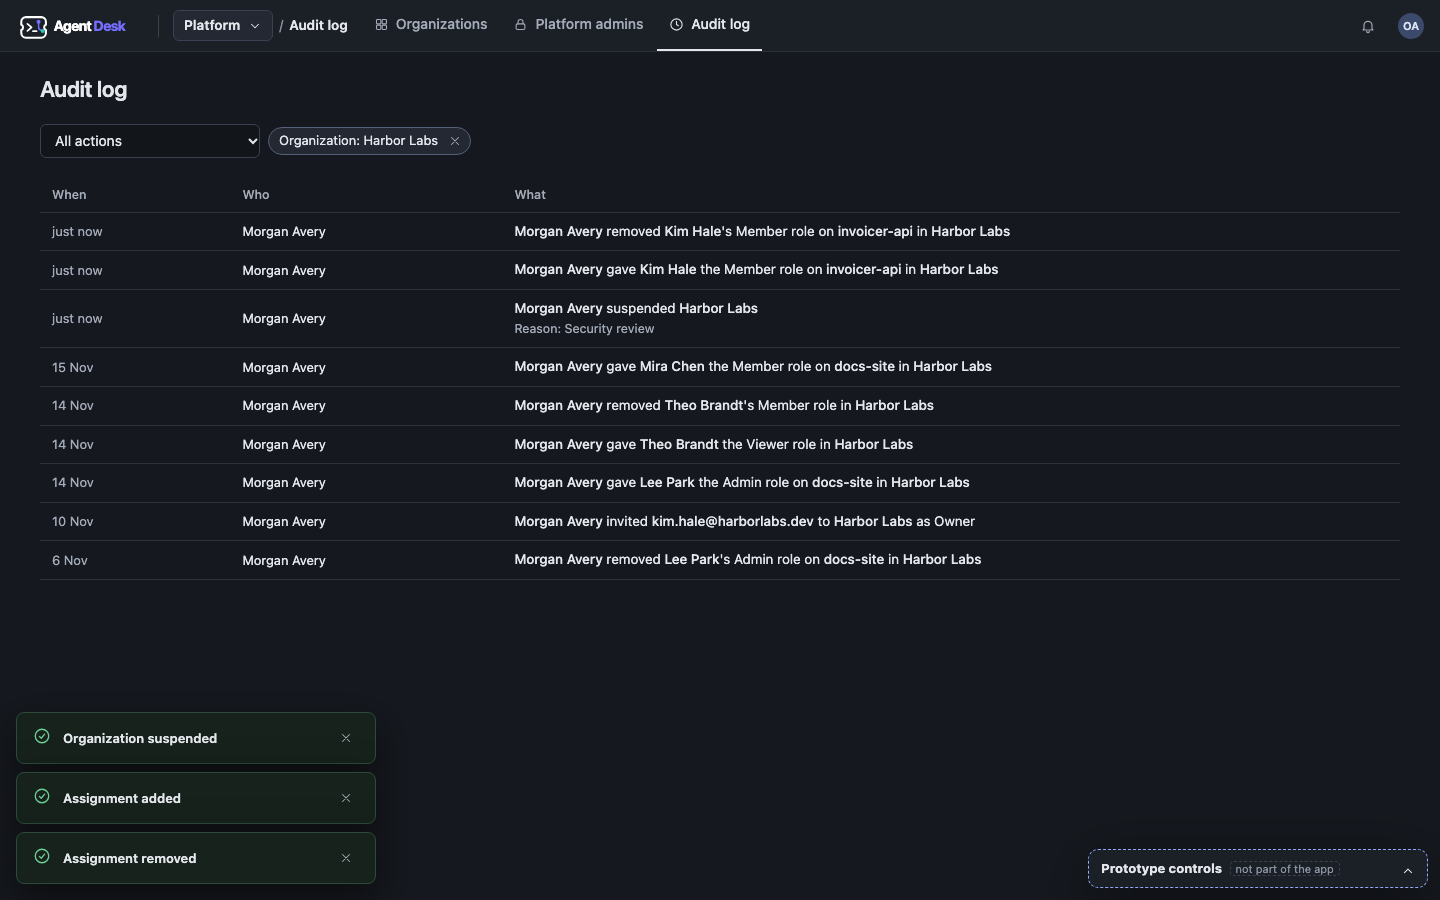 AgentDesk
Platform / Audit log Organizations Platform admins Audit log OA
Audit log
All actions Organization: Harbor Labs
When Who What
just now Morgan Avery Morgan Avery removed Kim Hale's Member role on invoicer-api in Harbor Labs
just now Morgan Avery Morgan Avery gave Kim Hale the Member role on invoicer-api in Harbor Labs
just now Morgan Avery Morgan Avery suspended Harbor Labs
Reason: Security review
15 Nov Morgan Avery Morgan Avery gave Mira Chen the Member role on docs-site in Harbor Labs
14 Nov Morgan Avery Morgan Avery removed Theo Brandt's Member role in Harbor Labs
14 Nov Morgan Avery Morgan Avery gave Theo Brandt the Viewer role in Harbor Labs
14 Nov Morgan Avery Morgan Avery gave Lee Park the Admin role on docs-site in Harbor Labs
10 Nov Morgan Avery Morgan Avery invited kim.hale@harborlabs.dev to Harbor Labs as Owner
6 Nov Morgan Avery Morgan Avery removed Lee Park's Admin role on docs-site in Harbor Labs
Organization suspended
Assignment added
Assignment removed
Prototype controls not part of the app